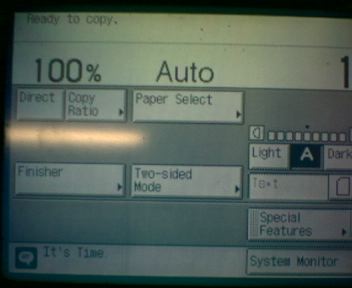 Ready to copy.
100% Auto 1
Direct Copy Ratio Paper Select
Light A Dark
Finisher Two-sided Mode Text
Special Features
It's Time. System Monitor